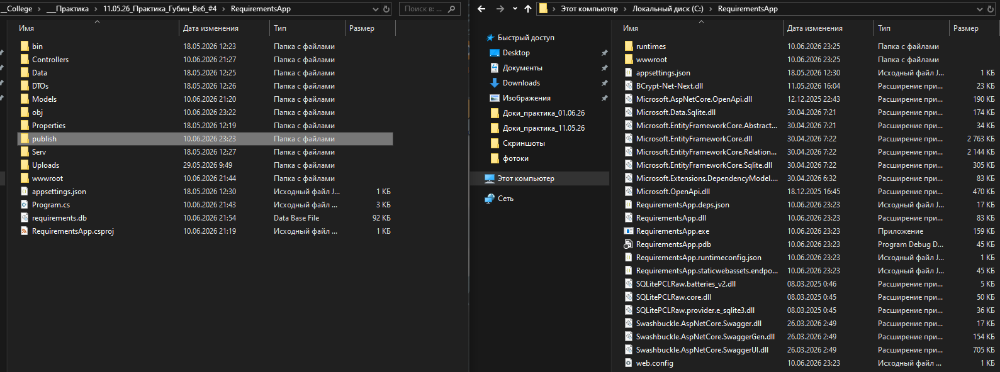 __College › ___Практика › 11.05.26_Практика_Губин_Веб_#4 › RequirementsApp
Поиск в: ...
Имя Дата изменения Тип Размер
bin 18.05.2026 12:23 Папка с файлами
Controllers 10.06.2026 21:27 Папка с файлами
Data 18.05.2026 12:25 Папка с файлами
DTOs 18.05.2026 12:26 Папка с файлами
Models 10.06.2026 21:20 Папка с файлами
obj 10.06.2026 23:22 Папка с файлами
Properties 18.05.2026 12:19 Папка с файлами
publish 10.06.2026 23:23 Папка с файлами
Serv 18.05.2026 12:27 Папка с файлами
Uploads 29.05.2026 9:49 Папка с файлами
wwwroot 10.06.2026 21:44 Папка с файлами
appsettings.json 18.05.2026 12:30 Исходный файл J... 1 КБ
Program.cs 10.06.2026 21:43 Исходный файл ... 3 КБ
requirements.db 10.06.2026 21:54 Data Base File 92 КБ
RequirementsApp.csproj 10.06.2026 21:19 Исходный файл ... 1 КБ
Этот компьютер › Локальный диск (C:) › RequirementsApp
Быстрый доступ
Desktop
Документы
Downloads
Изображения
Доки_практика_01.06.26
Доки_практика_11.05.26
Скриншоты
фотоки
Этот компьютер
Сеть
Имя Дата изменения Тип Размер
runtimes 10.06.2026 23:25 Папка с файлами
wwwroot 10.06.2026 23:25 Папка с файлами
appsettings.json 18.05.2026 12:30 Исходный файл J... 1 КБ
BCrypt-Net-Next.dll 11.05.2026 16:04 Расширение при... 23 КБ
Microsoft.AspNetCore.OpenApi.dll 12.12.2025 22:43 Расширение при... 190 КБ
Microsoft.Data.Sqlite.dll 30.04.2026 7:21 Расширение при... 174 КБ
Microsoft.EntityFrameworkCore.Abstract... 30.04.2026 7:21 Расширение при... 34 КБ
Microsoft.EntityFrameworkCore.dll 30.04.2026 7:22 Расширение при... 2 763 КБ
Microsoft.EntityFrameworkCore.Relation... 30.04.2026 7:22 Расширение при... 2 144 КБ
Microsoft.EntityFrameworkCore.Sqlite.dll 30.04.2026 7:22 Расширение при... 305 КБ
Microsoft.Extensions.DependencyModel.... 30.04.2026 6:32 Расширение при... 83 КБ
Microsoft.OpenApi.dll 18.12.2025 16:45 Расширение при... 470 КБ
RequirementsApp.deps.json 10.06.2026 23:23 Исходный файл J... 17 КБ
RequirementsApp.dll 10.06.2026 23:23 Расширение при... 83 КБ
RequirementsApp.exe 10.06.2026 23:23 Приложение 159 КБ
RequirementsApp.pdb 10.06.2026 23:23 Program Debug D... 45 КБ
RequirementsApp.runtimeconfig.json 10.06.2026 23:23 Исходный файл J... 1 КБ
RequirementsApp.staticwebassets.endpo... 10.06.2026 23:23 Исходный файл J... 45 КБ
SQLitePCLRaw.batteries_v2.dll 08.03.2025 0:46 Расширение при... 5 КБ
SQLitePCLRaw.core.dll 08.03.2025 0:45 Расширение при... 50 КБ
SQLitePCLRaw.provider.e_sqlite3.dll 08.03.2025 0:45 Расширение при... 36 КБ
Swashbuckle.AspNetCore.Swagger.dll 26.03.2026 2:49 Расширение при... 17 КБ
Swashbuckle.AspNetCore.SwaggerGen.dll 26.03.2026 2:49 Расширение при... 154 КБ
Swashbuckle.AspNetCore.SwaggerUI.dll 26.03.2026 2:49 Расширение при... 705 КБ
web.config 10.06.2026 23:23 Исходный файл ... 1 КБ